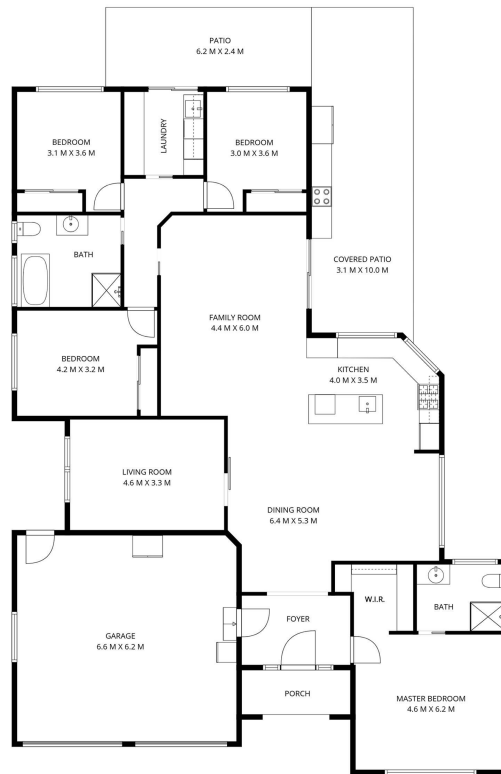 PATIO
6.2 M X 2.4 M
BEDROOM
3.1 M X 3.6 M
LAUNDRY
BEDROOM
3.0 M X 3.6 M
BATH
COVERED PATIO
3.1 M X 10.0 M
FAMILY ROOM
4.4 M X 6.0 M
BEDROOM
4.2 M X 3.2 M
KITCHEN
4.0 M X 3.5 M
LIVING ROOM
4.6 M X 3.3 M
DINING ROOM
6.4 M X 5.3 M
W.I.R.
BATH
FOYER
GARAGE
6.6 M X 6.2 M
PORCH
MASTER BEDROOM
4.6 M X 6.2 M